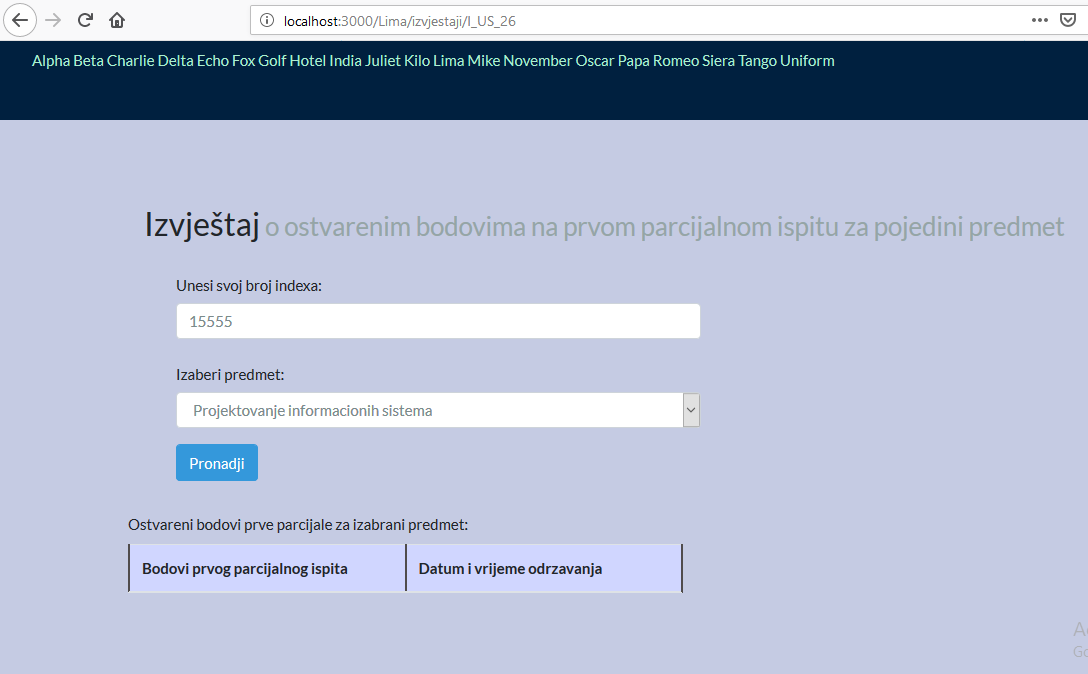 localhost:3000/Lima/izvjestaji/I_US_26
Alpha Beta Charlie Delta Echo Fox Golf Hotel India Juliet Kilo Lima Mike November Oscar Papa Romeo Siera Tango Uniform
Izvještaj o ostvarenim bodovima na prvom parcijalnom ispitu za pojedini predmet
Unesi svoj broj indexa:
15555
Izaberi predmet:
Projektovanje informacionih sistema
Pronadji
Ostvareni bodovi prve parcijale za izabrani predmet:
Bodovi prvog parcijalnog ispita Datum i vrijeme odrzavanja